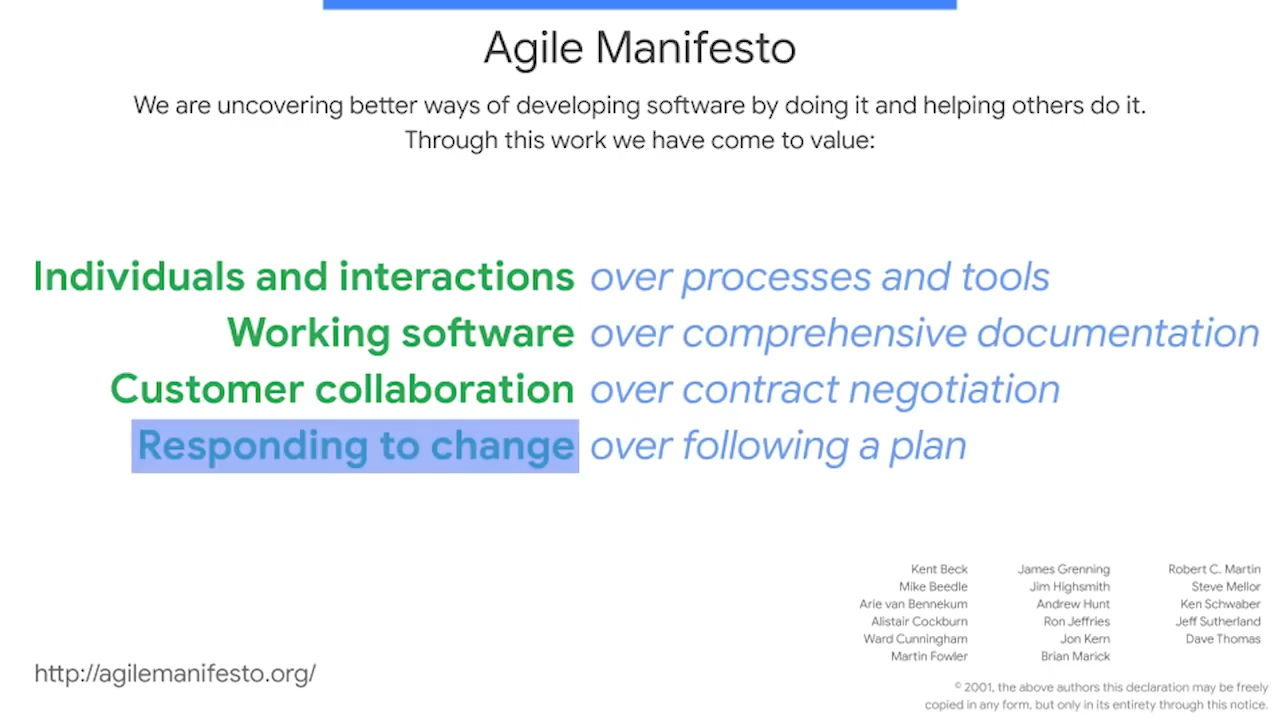 Agile Manifesto
We are uncovering better ways of developing software by doing it and helping others do it.
Through this work we have come to value:
Individuals and interactions over processes and tools
Working software over comprehensive documentation
Customer collaboration over contract negotiation
Responding to change over following a plan
Kent Beck
Mike Beedle
Arie van Bennekum
Alistair Cockburn
Ward Cunningham
Martin Fowler
James Grenning
Jim Highsmith
Andrew Hunt
Ron Jeffries
Jon Kern
Brian Marick
Robert C. Martin
Steve Mellor
Ken Schwaber
Jeff Sutherland
Dave Thomas
http://agilemanifesto.org/
© 2001, the above authors this declaration may be freely
copied in any form, but only in its entirety through this notice.